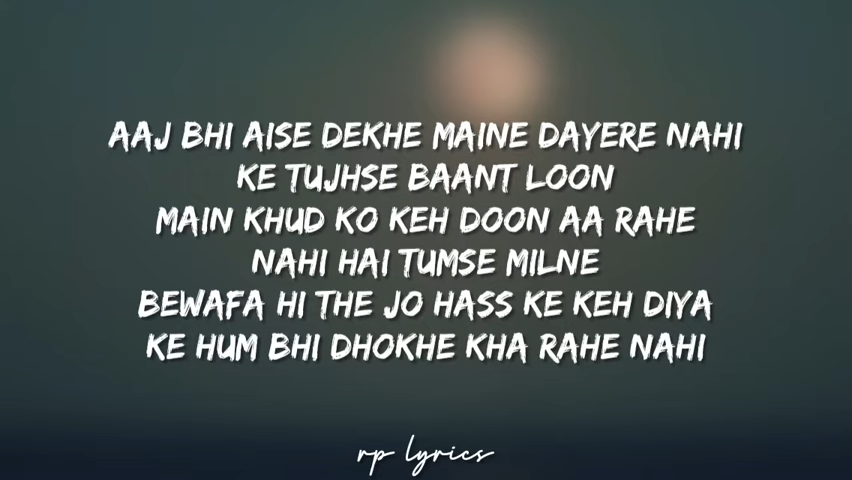 AAJ BHI AISE DEKHE MAINE DAYERE NAHI
KE TUJHSE BAANT LOON
MAIN KHUD KO KEH DOON AA RAHE
NAHI HAI TUMSE MILNE
BEWAFA HI THE JO HASS KE KEH DIYA
KE HUM BHI DHOKHE KHA RAHE NAHI
rp lyrics